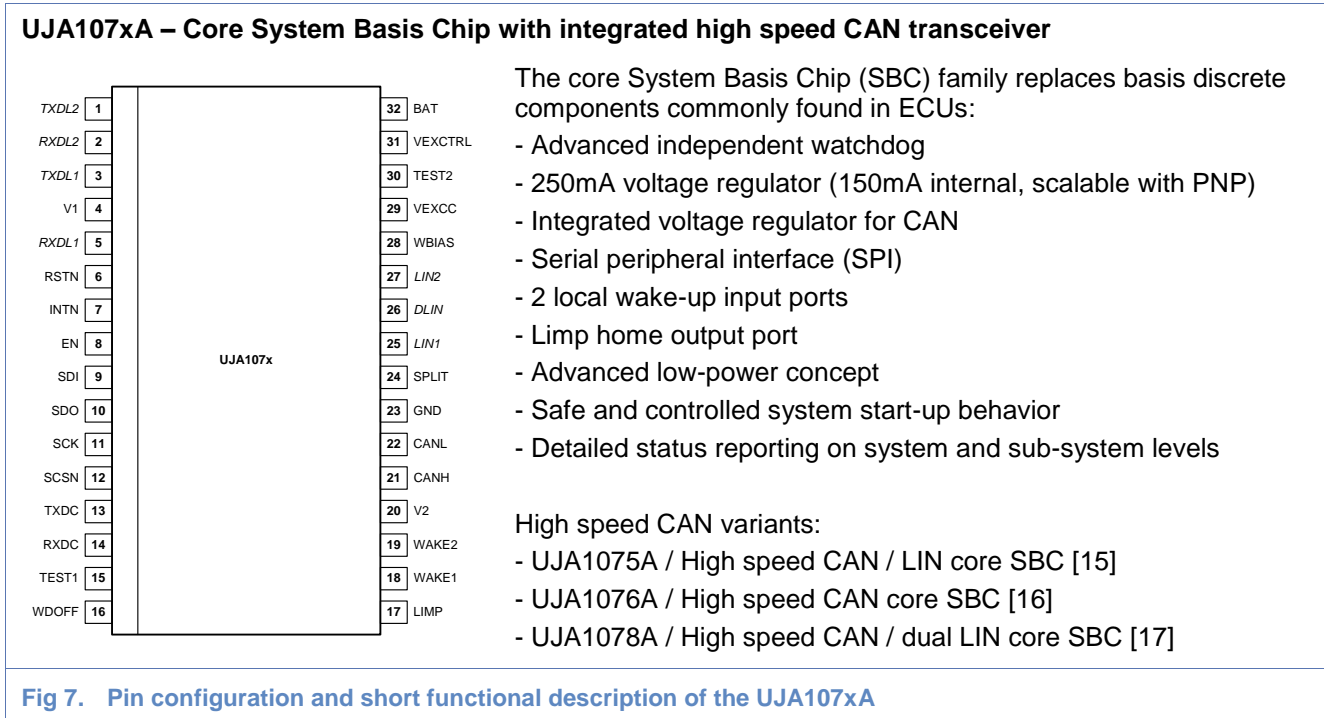 UJA107xA – Core System Basis Chip with integrated high speed CAN transceiver
TXDL2 1
RXDL2 2
TXDL1 3
V1 4
RXDL1 5
RSTN 6
INTN 7
EN 8
SDI 9
SDO 10
SCK 11
SCSN 12
TXDC 13
RXDC 14
TEST1 15
WDOFF 16
UJA107x
32 BAT
31 VEXCTRL
30 TEST2
29 VEXCC
28 WBIAS
27 LIN2
26 DLIN
25 LIN1
24 SPLIT
23 GND
22 CANL
21 CANH
20 V2
19 WAKE2
18 WAKE1
17 LIMP
The core System Basis Chip (SBC) family replaces basis discrete
components commonly found in ECUs:
- Advanced independent watchdog
- 250mA voltage regulator (150mA internal, scalable with PNP)
- Integrated voltage regulator for CAN
- Serial peripheral interface (SPI)
- 2 local wake-up input ports
- Limp home output port
- Advanced low-power concept
- Safe and controlled system start-up behavior
- Detailed status reporting on system and sub-system levels
High speed CAN variants:
- UJA1075A / High speed CAN / LIN core SBC [15]
- UJA1076A / High speed CAN core SBC [16]
- UJA1078A / High speed CAN / dual LIN core SBC [17]
Fig 7. Pin configuration and short functional description of the UJA107xA